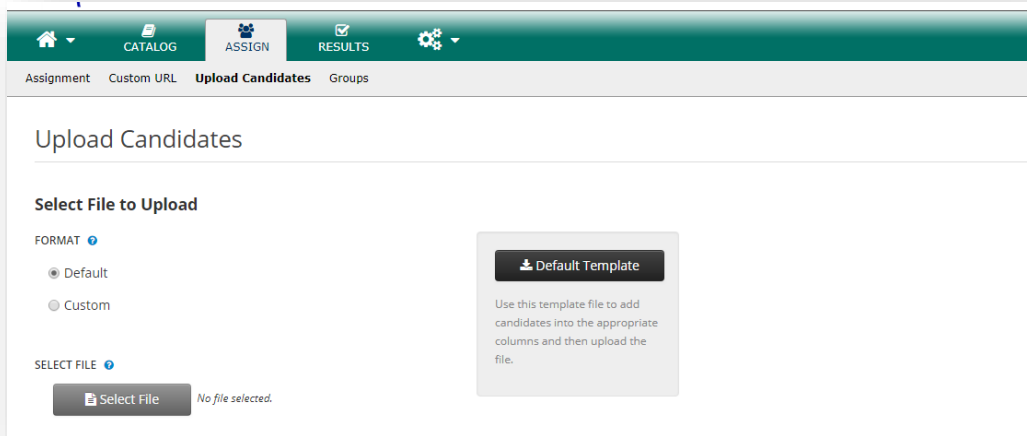 CATALOG
ASSIGN
RESULTS
Assignment Custom URL Upload Candidates Groups
Upload Candidates
Select File to Upload
FORMAT
Default
Custom
SELECT FILE
Select File No file selected.
Default Template
Use this template file to add
candidates into the appropriate
columns and then upload the
file.